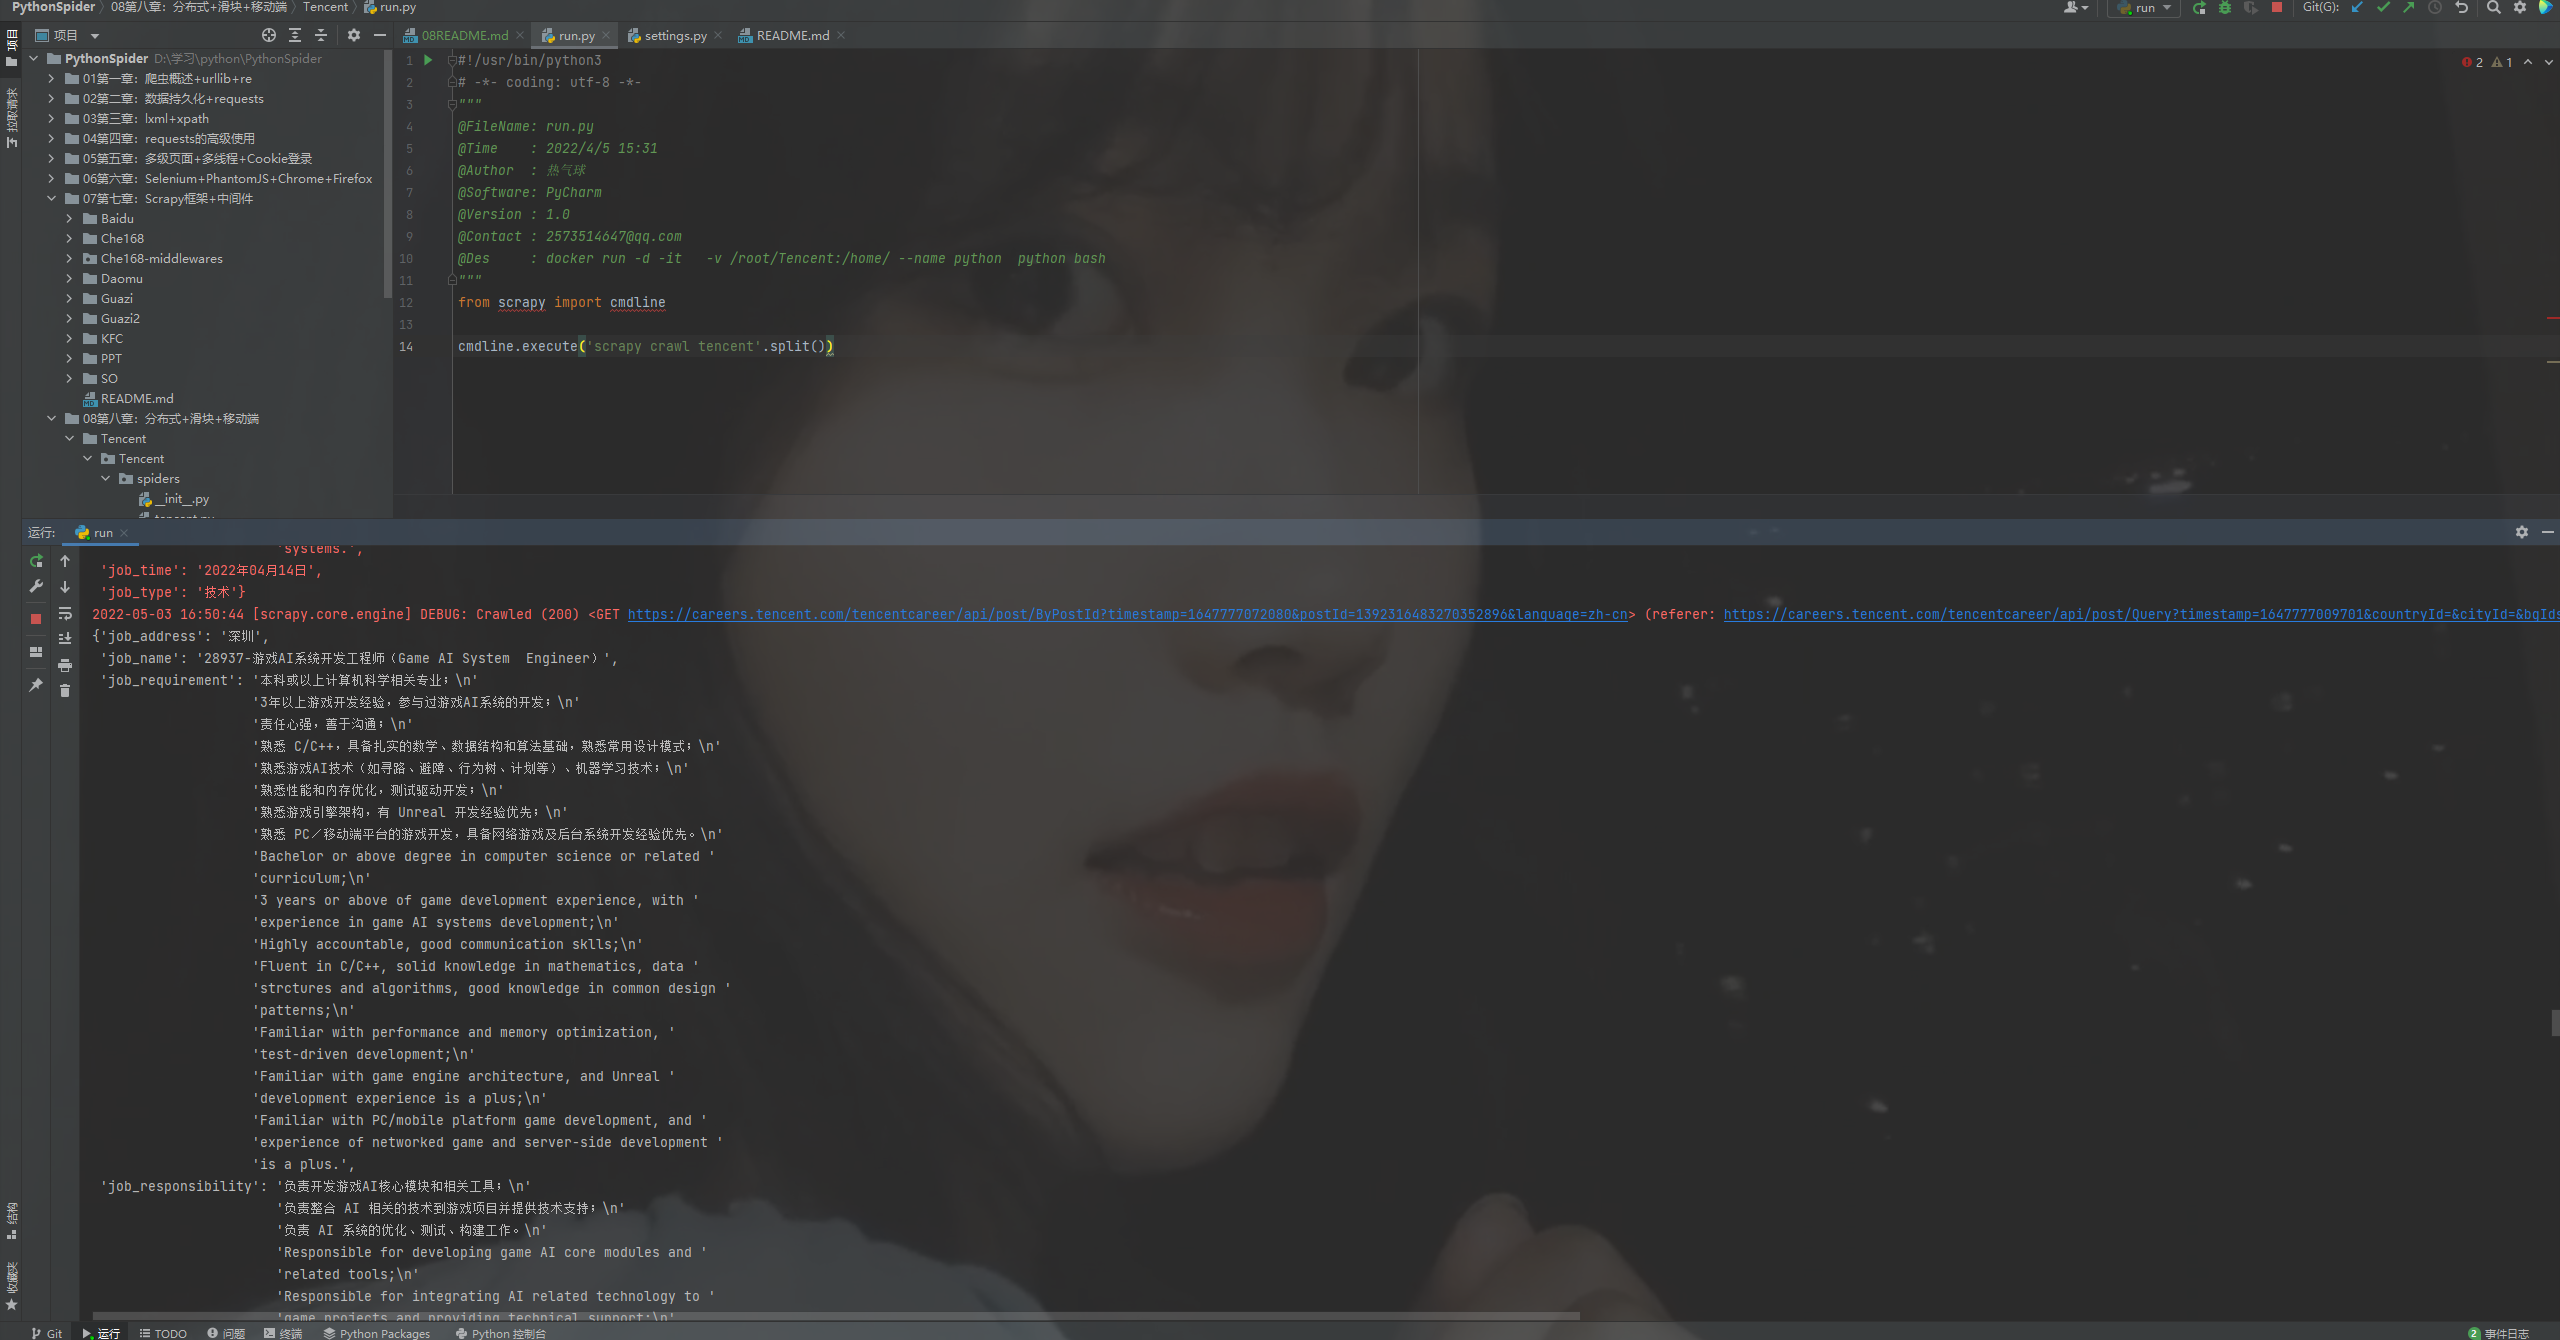 PythonSpider 〉 08第八章：分布式+滑块+移动端 〉 Tencent 〉 run.py
run
Git(G):
项目
08README.md
run.py
settings.py
README.md
项目
拉取请求
PythonSpider D:\学习\python\PythonSpider
01第一章：爬虫概述+urllib+re
02第二章：数据持久化+requests
03第三章：lxml+xpath
04第四章：requests的高级使用
05第五章：多级页面+多线程+Cookie登录
06第六章：Selenium+PhantomJS+Chrome+Firefox
07第七章：Scrapy框架+中间件
Baidu
Che168
Che168-middlewares
Daomu
Guazi
Guazi2
KFC
PPT
SO
README.md
08第八章：分布式+滑块+移动端
Tencent
Tencent
spiders
__init__.py
tencent.py
2 1
1 #!/usr/bin/python3
2 # -*- coding: utf-8 -*-
3 """
4 @FileName: run.py
5 @Time    : 2022/4/5 15:31
6 @Author  : 热气球
7 @Software: PyCharm
8 @Version : 1.0
9 @Contact : 2573514647@qq.com
10 @Des     : docker run -d -it   -v /root/Tencent:/home/ --name python  python bash
11 """
12 from scrapy import cmdline
13
14 cmdline.execute('scrapy crawl tencent'.split())
运行: run
'systems.',
'job_time': '2022年04月14日',
'job_type': '技术'}
2022-05-03 16:50:44 [scrapy.core.engine] DEBUG: Crawled (200) <GET https://careers.tencent.com/tencentcareer/api/post/ByPostId?timestamp=1647777072080&postId=1392316483270352896&language=zh-cn> (referer: https://careers.tencent.com/tencentcareer/api/post/Query?timestamp=1647777009701&countryId=&cityId=&bgIds
{'job_address': '深圳',
'job_name': '28937-游戏AI系统开发工程师（Game AI System  Engineer）',
'job_requirement': '本科或以上计算机科学相关专业；\n'
'3年以上游戏开发经验，参与过游戏AI系统的开发；\n'
'责任心强，善于沟通；\n'
'熟悉 C/C++，具备扎实的数学、数据结构和算法基础，熟悉常用设计模式；\n'
'熟悉游戏AI技术（如寻路、避障、行为树、计划等）、机器学习技术；\n'
'熟悉性能和内存优化，测试驱动开发；\n'
'熟悉游戏引擎架构，有 Unreal 开发经验优先；\n'
'熟悉 PC／移动端平台的游戏开发，具备网络游戏及后台系统开发经验优先。\n'
'Bachelor or above degree in computer science or related '
'curriculum;\n'
'3 years or above of game development experience, with '
'experience in game AI systems development;\n'
'Highly accountable, good communication sklls;\n'
'Fluent in C/C++, solid knowledge in mathematics, data '
'strctures and algorithms, good knowledge in common design '
'patterns;\n'
'Familiar with performance and memory optimization, '
'test-driven development;\n'
'Familiar with game engine architecture, and Unreal '
'development experience is a plus;\n'
'Familiar with PC/mobile platform game development, and '
'experience of networked game and server-side development '
'is a plus.',
'job_responsibility': '负责开发游戏AI核心模块和相关工具；\n'
'负责整合 AI 相关的技术到游戏项目并提供技术支持；\n'
'负责 AI 系统的优化、测试、构建工作。\n'
'Responsible for developing game AI core modules and '
'related tools;\n'
'Responsible for integrating AI related technology to '
'game projects and providing technical support;\n'
结构
收藏夹
Git 运行 TODO 问题 终端 Python Packages Python 控制台
2 事件日志